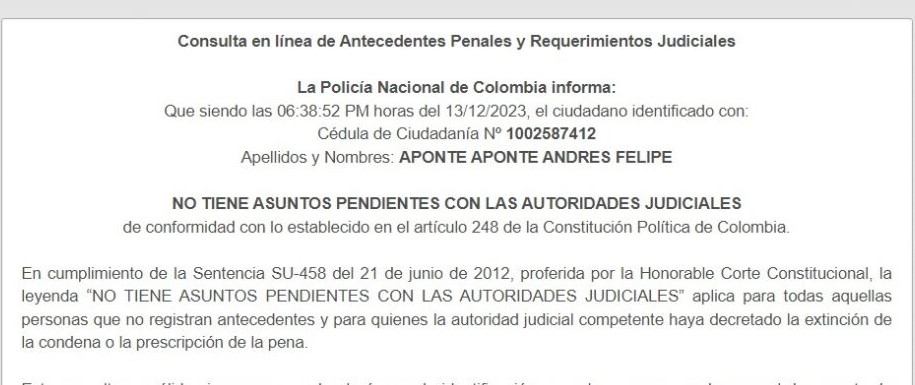 Consulta en línea de Antecedentes Penales y Requerimientos Judiciales
La Policía Nacional de Colombia informa:
Que siendo las 06:38:52 PM horas del 13/12/2023, el ciudadano identificado con:
Cédula de Ciudadanía Nº 1002587412
Apellidos y Nombres: APONTE APONTE ANDRES FELIPE
NO TIENE ASUNTOS PENDIENTES CON LAS AUTORIDADES JUDICIALES
de conformidad con lo establecido en el artículo 248 de la Constitución Política de Colombia.
En cumplimiento de la Sentencia SU-458 del 21 de junio de 2012, proferida por la Honorable Corte Constitucional, la
leyenda “NO TIENE ASUNTOS PENDIENTES CON LAS AUTORIDADES JUDICIALES” aplica para todas aquellas
personas que no registran antecedentes y para quienes la autoridad judicial competente haya decretado la extinción de
la condena o la prescripción de la pena.